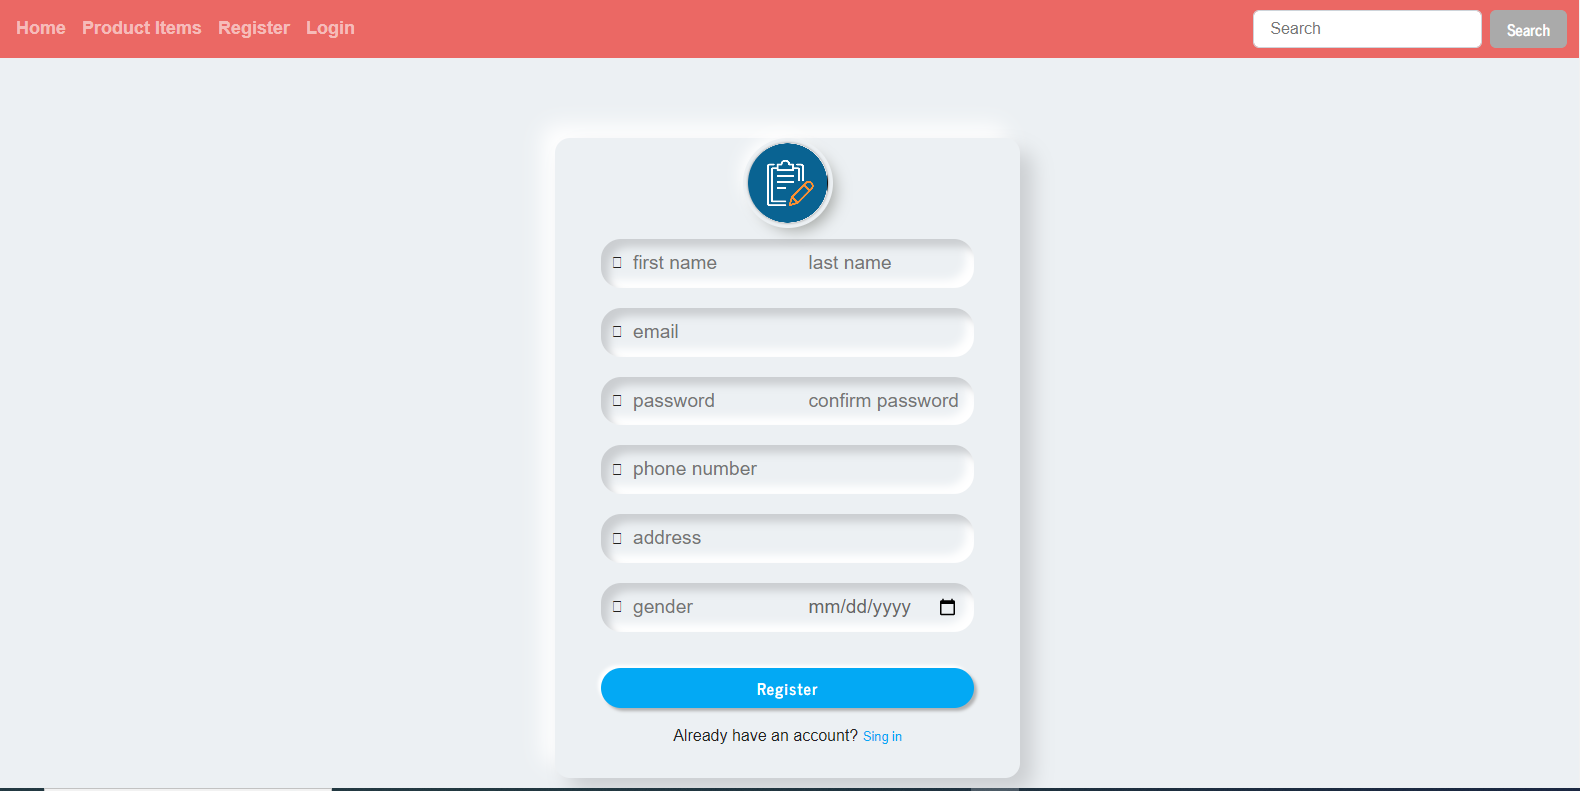 Home Product Items Register Login Search Search
first name last name
email
password confirm password
phone number
address
gender mm/dd/yyyy
Register
Already have an account? Sing in